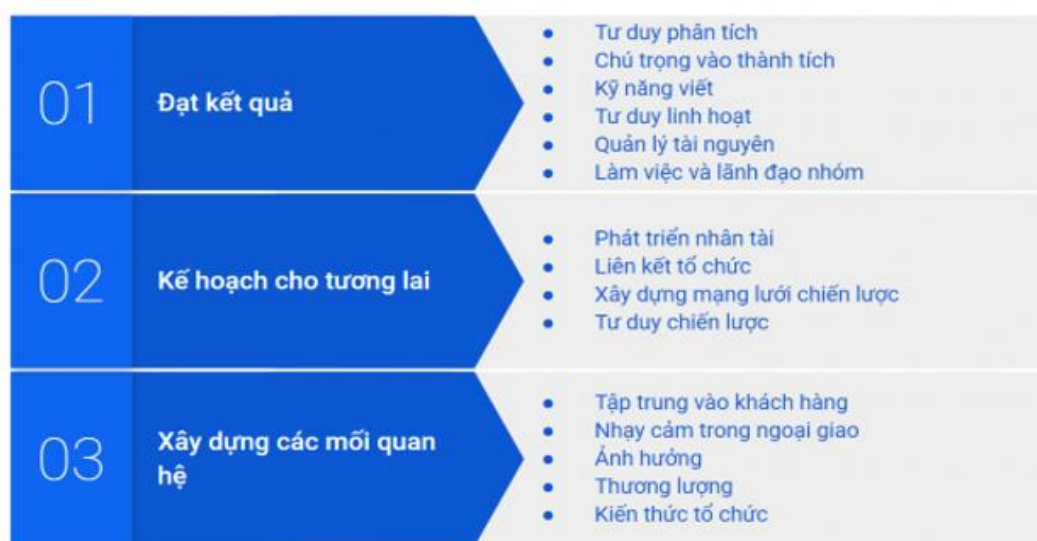 01
Đạt kết quả
Tư duy phân tích
Chú trọng vào thành tích
Kỹ năng viết
Tư duy linh hoạt
Quản lý tài nguyên
Làm việc và lãnh đạo nhóm
02
Kế hoạch cho tương lai
Phát triển nhân tài
Liên kết tổ chức
Xây dựng mạng lưới chiến lược
Tư duy chiến lược
03
Xây dựng các mối quan
hệ
Tập trung vào khách hàng
Nhạy cảm trong ngoại giao
Ảnh hưởng
Thương lượng
Kiến thức tổ chức